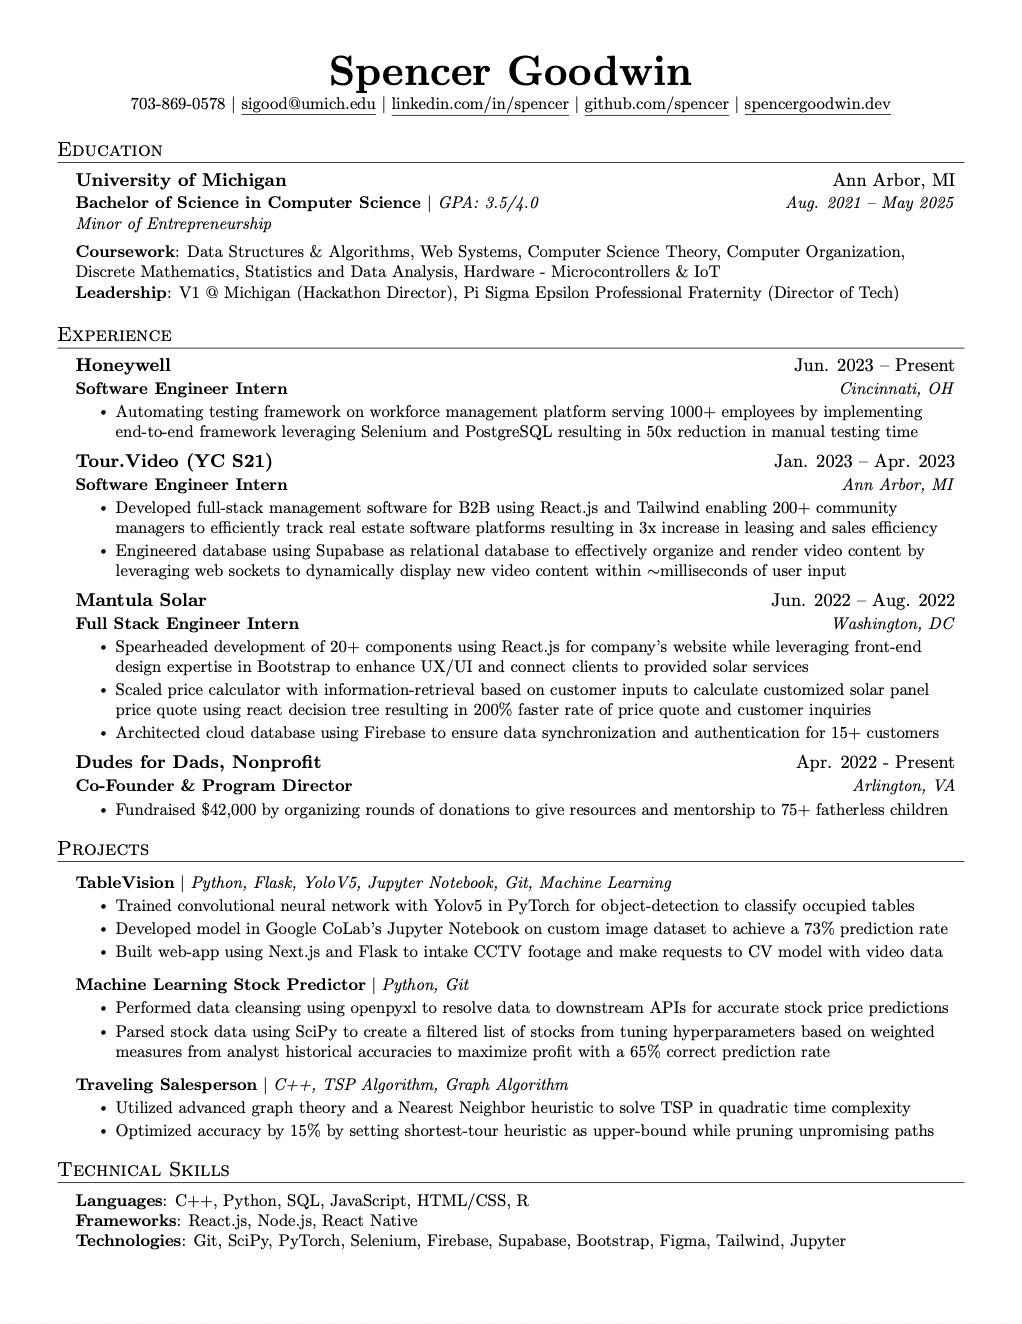 Spencer Goodwin
703-869-0578 | sigood@umich.edu | linkedin.com/in/spencer | github.com/spencer | spencergoodwin.dev
Education
University of Michigan Ann Arbor, MI
Bachelor of Science in Computer Science | GPA: 3.5/4.0 Aug. 2021 – May 2025
Minor of Entrepreneurship
Coursework: Data Structures & Algorithms, Web Systems, Computer Science Theory, Computer Organization,
Discrete Mathematics, Statistics and Data Analysis, Hardware - Microcontrollers & IoT
Leadership: V1 @ Michigan (Hackathon Director), Pi Sigma Epsilon Professional Fraternity (Director of Tech)
Experience
Honeywell Jun. 2023 – Present
Software Engineer Intern Cincinnati, OH
• Automating testing framework on workforce management platform serving 1000+ employees by implementing
end-to-end framework leveraging Selenium and PostgreSQL resulting in 50x reduction in manual testing time
Tour.Video (YC S21) Jan. 2023 – Apr. 2023
Software Engineer Intern Ann Arbor, MI
• Developed full-stack management software for B2B using React.js and Tailwind enabling 200+ community
managers to efficiently track real estate software platforms resulting in 3x increase in leasing and sales efficiency
• Engineered database using Supabase as relational database to effectively organize and render video content by
leveraging web sockets to dynamically display new video content within ~milliseconds of user input
Mantula Solar Jun. 2022 – Aug. 2022
Full Stack Engineer Intern Washington, DC
• Spearheaded development of 20+ components using React.js for company's website while leveraging front-end
design expertise in Bootstrap to enhance UX/UI and connect clients to provided solar services
• Scaled price calculator with information-retrieval based on customer inputs to calculate customized solar panel
price quote using react decision tree resulting in 200% faster rate of price quote and customer inquiries
• Architected cloud database using Firebase to ensure data synchronization and authentication for 15+ customers
Dudes for Dads, Nonprofit Apr. 2022 - Present
Co-Founder & Program Director Arlington, VA
• Fundraised $42,000 by organizing rounds of donations to give resources and mentorship to 75+ fatherless children
Projects
TableVision | Python, Flask, YoloV5, Jupyter Notebook, Git, Machine Learning
• Trained convolutional neural network with Yolov5 in PyTorch for object-detection to classify occupied tables
• Developed model in Google CoLab's Jupyter Notebook on custom image dataset to achieve a 73% prediction rate
• Built web-app using Next.js and Flask to intake CCTV footage and make requests to CV model with video data
Machine Learning Stock Predictor | Python, Git
• Performed data cleansing using openpyxl to resolve data to downstream APIs for accurate stock price predictions
• Parsed stock data using SciPy to create a filtered list of stocks from tuning hyperparameters based on weighted
measures from analyst historical accuracies to maximize profit with a 65% correct prediction rate
Traveling Salesperson | C++, TSP Algorithm, Graph Algorithm
• Utilized advanced graph theory and a Nearest Neighbor heuristic to solve TSP in quadratic time complexity
• Optimized accuracy by 15% by setting shortest-tour heuristic as upper-bound while pruning unpromising paths
Technical Skills
Languages: C++, Python, SQL, JavaScript, HTML/CSS, R
Frameworks: React.js, Node.js, React Native
Technologies: Git, SciPy, PyTorch, Selenium, Firebase, Supabase, Bootstrap, Figma, Tailwind, Jupyter